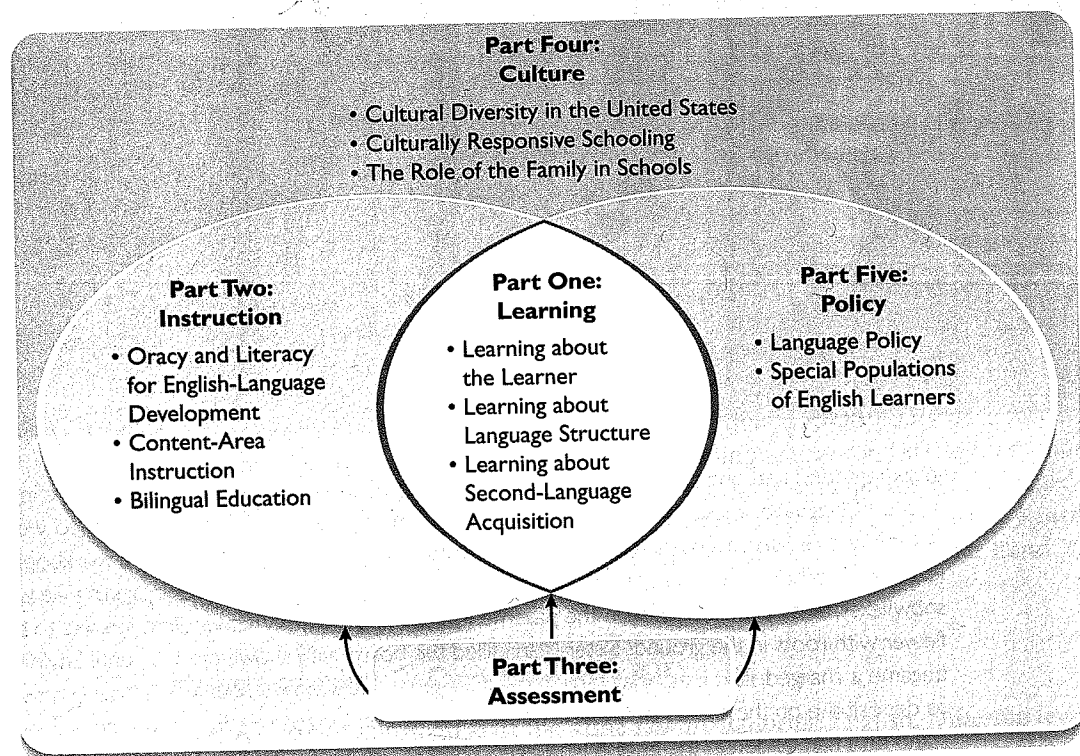 Part Four:
Culture
• Cultural Diversity in the United States
• Culturally Responsive Schooling
• The Role of the Family in Schools
Part Two:
Instruction
• Oracy and Literacy
for English-Language
Development
• Content-Area
Instruction
• Bilingual Education
Part One:
Learning
• Learning about
the Learner
• Learning about
Language Structure
• Learning about
Second-Language
Acquisition
Part Five:
Policy
• Language Policy
• Special Populations
of English Learners
Part Three:
Assessment